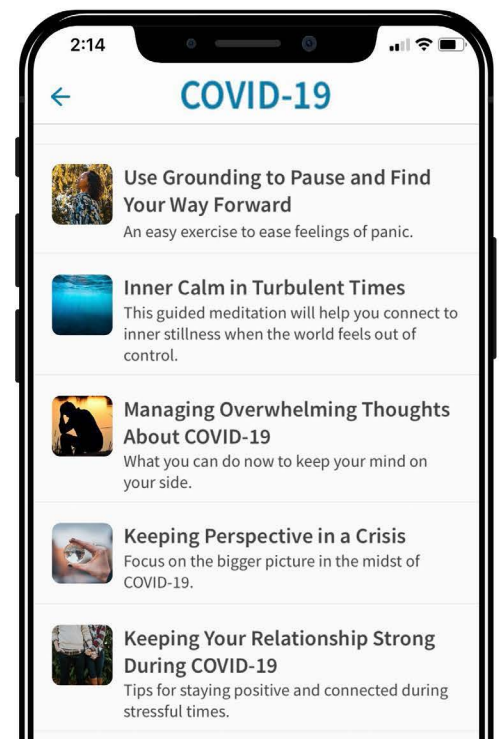 2:14
COVID-19
Use Grounding to Pause and Find
Your Way Forward
An easy exercise to ease feelings of panic.
Inner Calm in Turbulent Times
This guided meditation will help you connect to
inner stillness when the world feels out of
control.
Managing Overwhelming Thoughts
About COVID-19
What you can do now to keep your mind on
your side.
Keeping Perspective in a Crisis
Focus on the bigger picture in the midst of
COVID-19.
Keeping Your Relationship Strong
During COVID-19
Tips for staying positive and connected during
stressful times.